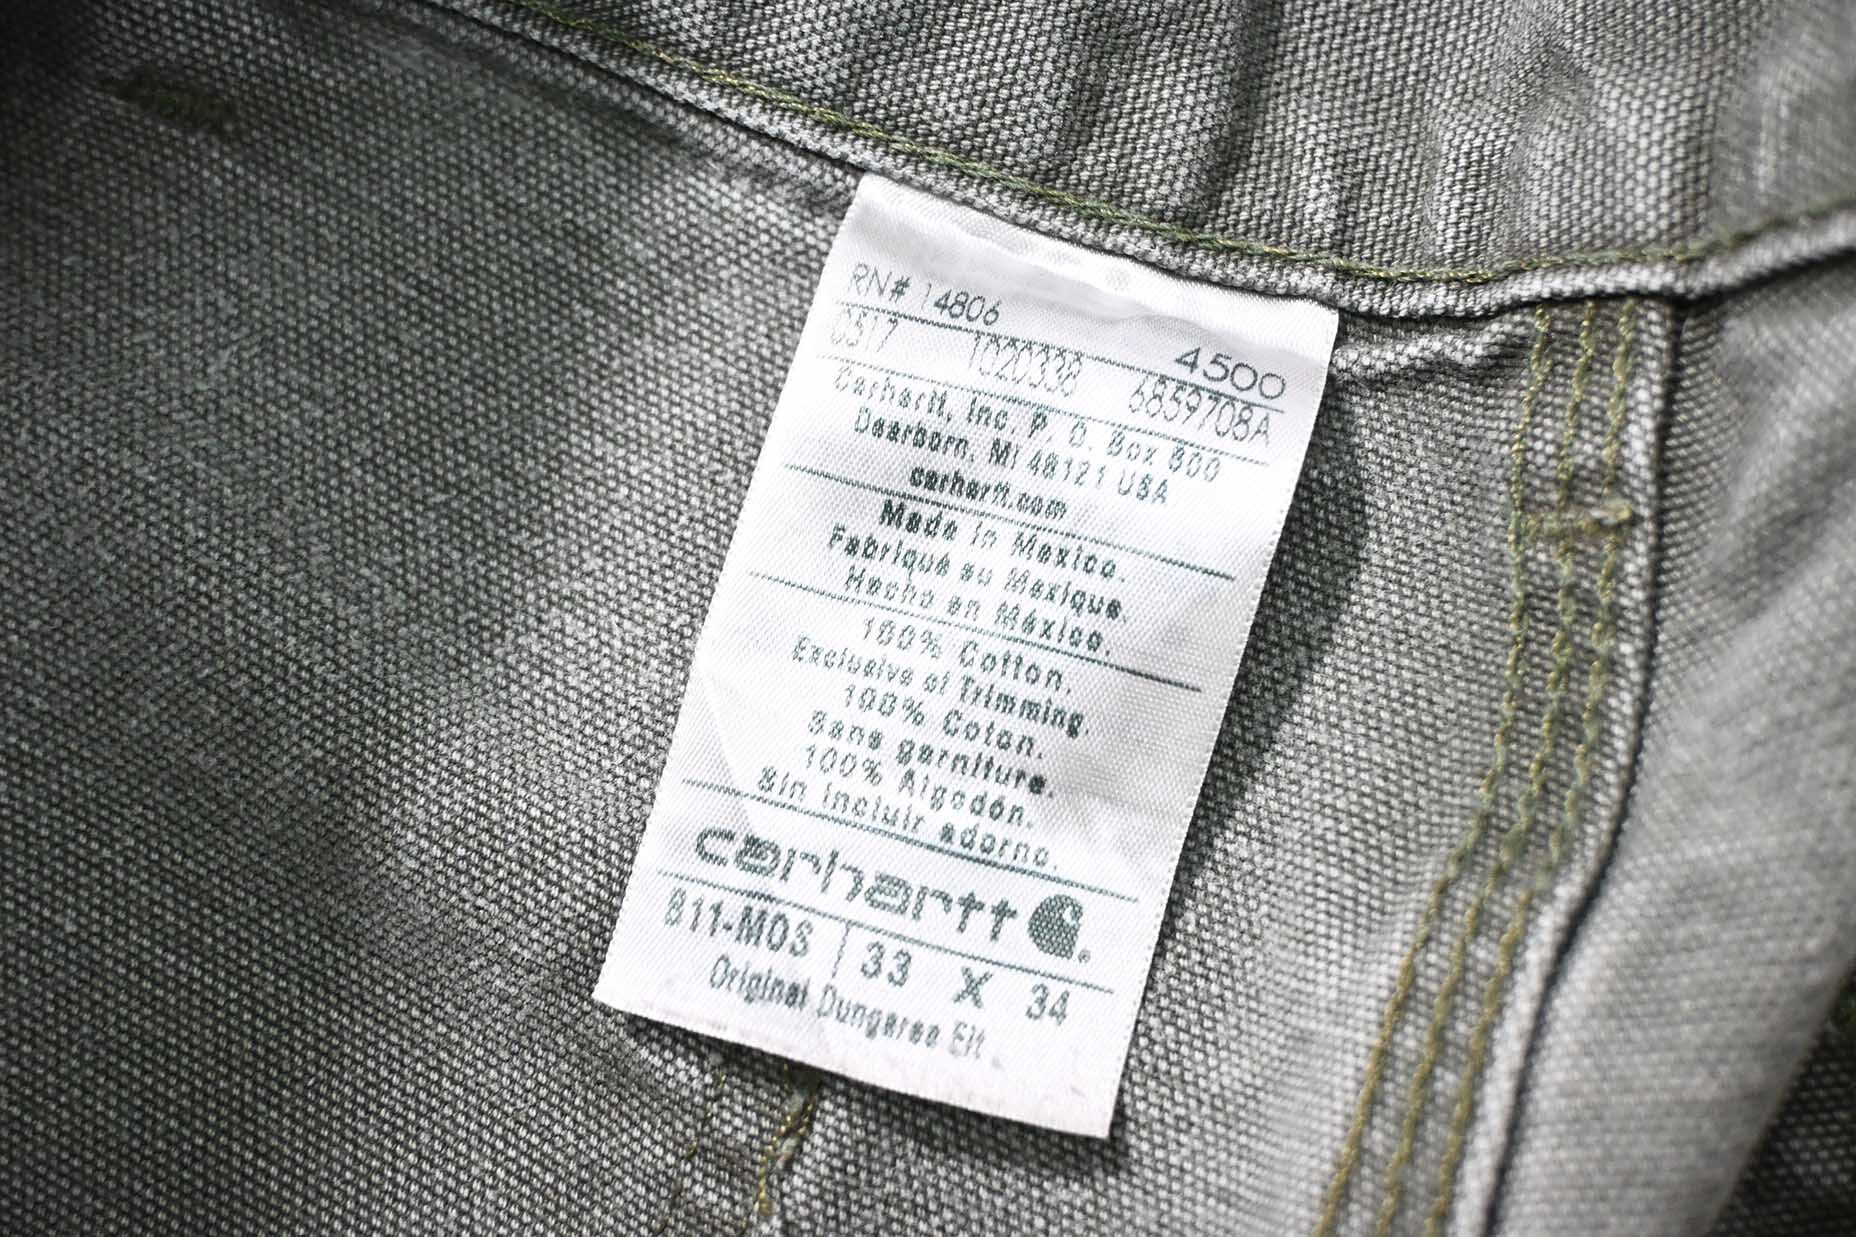 RN# 14806
4500
0317 1020338 6859708A
Carhartt, Inc. P. O. Box 600
Dearborn, MI 48121 USA
carhartt.com
Made in Mexico.
Fabriqué au Mexique.
Hecho en México.
100% Cotton.
Exclusive of Trimming.
100% Coton.
Sans garniture.
100% Algodón.
Sin incluir adorno.
carhartt
B11-MOS 33 X 34
Original Dungaree Fit.